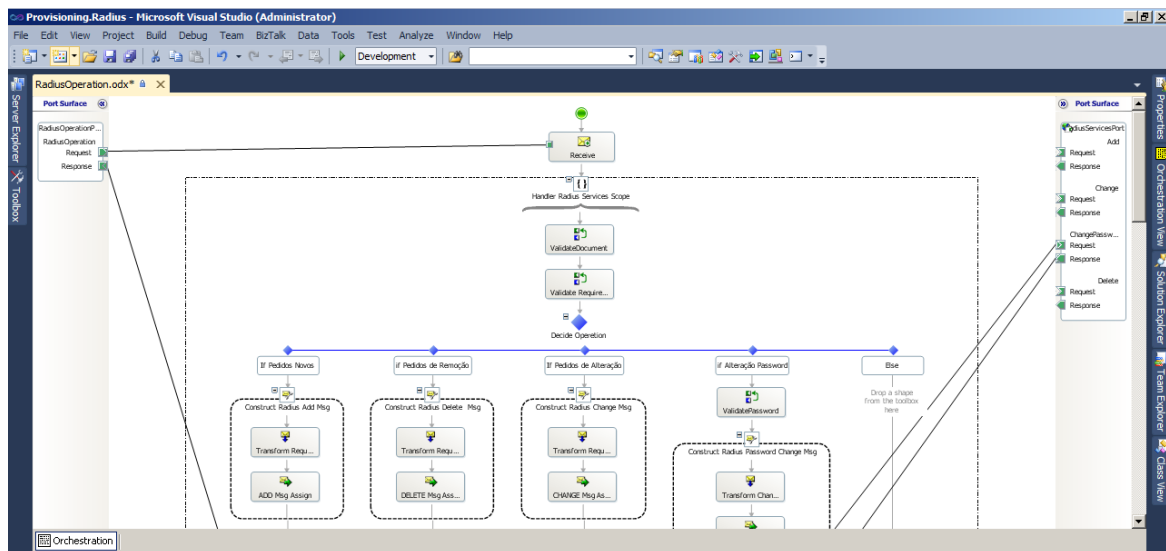 Provisioning.Radius - Microsoft Visual Studio (Administrator)
File Edit View Project Build Debug Team BizTalk Data Tools Test Analyze Window Help
Development
RadiusOperation.odx*
Server Explorer
Toolbox
Port Surface
RadiusOperationP...
RadiusOperation
Request
Response
Receive
Handler Radius Services Scope
ValidateDocument
Validate Require...
Decide Operetion
If Pedidos Novos
if Pedidos de Remoção
If Pedidos de Alteração
if Alteração Password
Else
Drop a shape
from the toolbox
here
Construct Radius Add Msg
Construct Radius Delete Msg
Construct Radius Change Msg
ValidatePassword
Construct Radius Password Change Msg
Transform Requ...
Transform Requ...
Transform Requ...
Transform Chan...
ADD Msg Assign
DELETE Msg Ass...
CHANGE Msg As...
Port Surface
adiusServicesPort
Add
Request
Response
Change
Request
Response
ChangePassw...
Request
Response
Delete
Request
Response
Properties
Orchestration View
Solution Explorer
Team Explorer
Class View
Orchestration